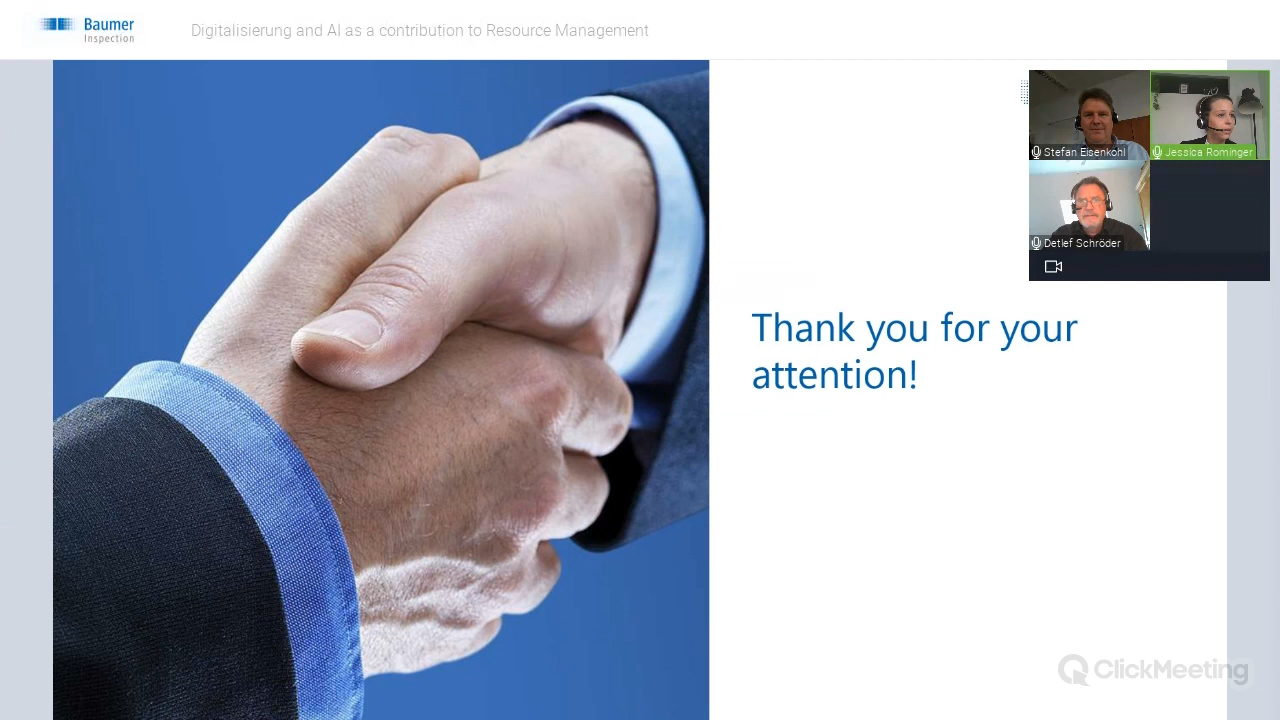 Baumer
Inspection
Digitalisierung and AI as a contribution to Resource Management
Stefan Eisenkohl
Jessica Rominger
Detlef Schröder
Thank you for your
attention!
ClickMeeting